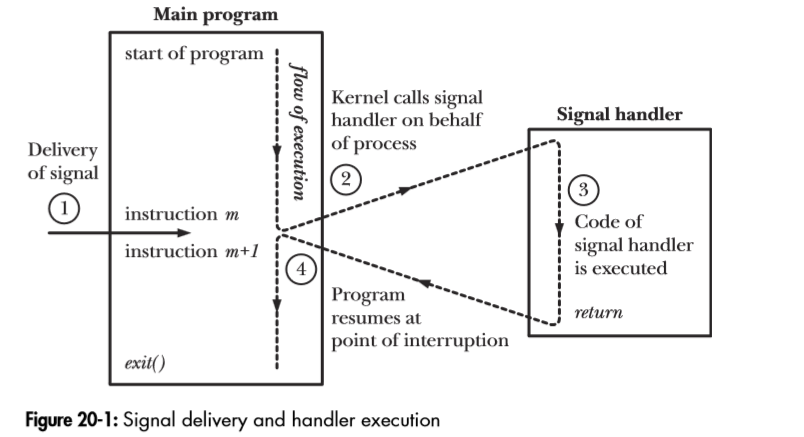 Main program
start of program
flow of execution
Kernel calls signal
handler on behalf
of process
2
Signal handler
Delivery
of signal
1
3
Code of
signal handler
is executed
instruction m
instruction m+1
4
Program
resumes at
point of interruption
return
exit()
Figure 20-1: Signal delivery and handler execution